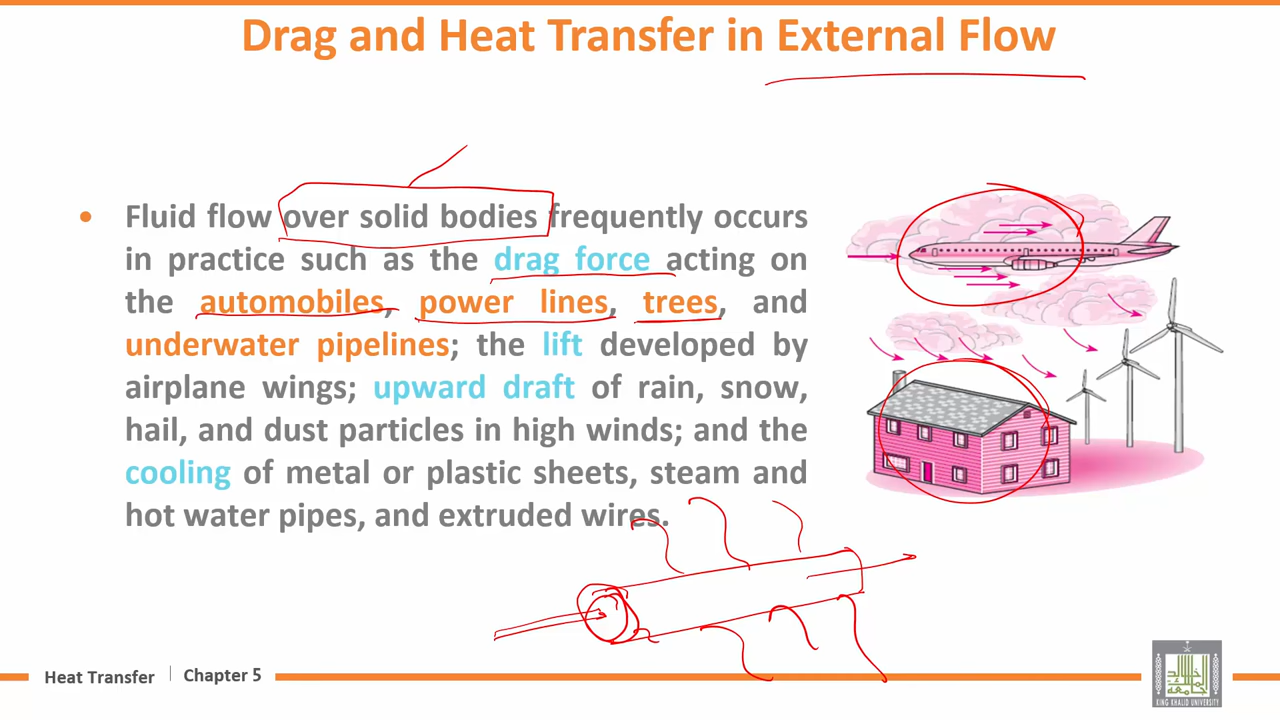 Drag and Heat Transfer in External Flow
• Fluid flow over solid bodies frequently occurs
in practice such as the drag force acting on
the automobiles, power lines, trees, and
underwater pipelines; the lift developed by
airplane wings; upward draft of rain, snow,
hail, and dust particles in high winds; and the
cooling of metal or plastic sheets, steam and
hot water pipes, and extruded wires.
Heat Transfer | Chapter 5
KING KHALID UNIVERSITY